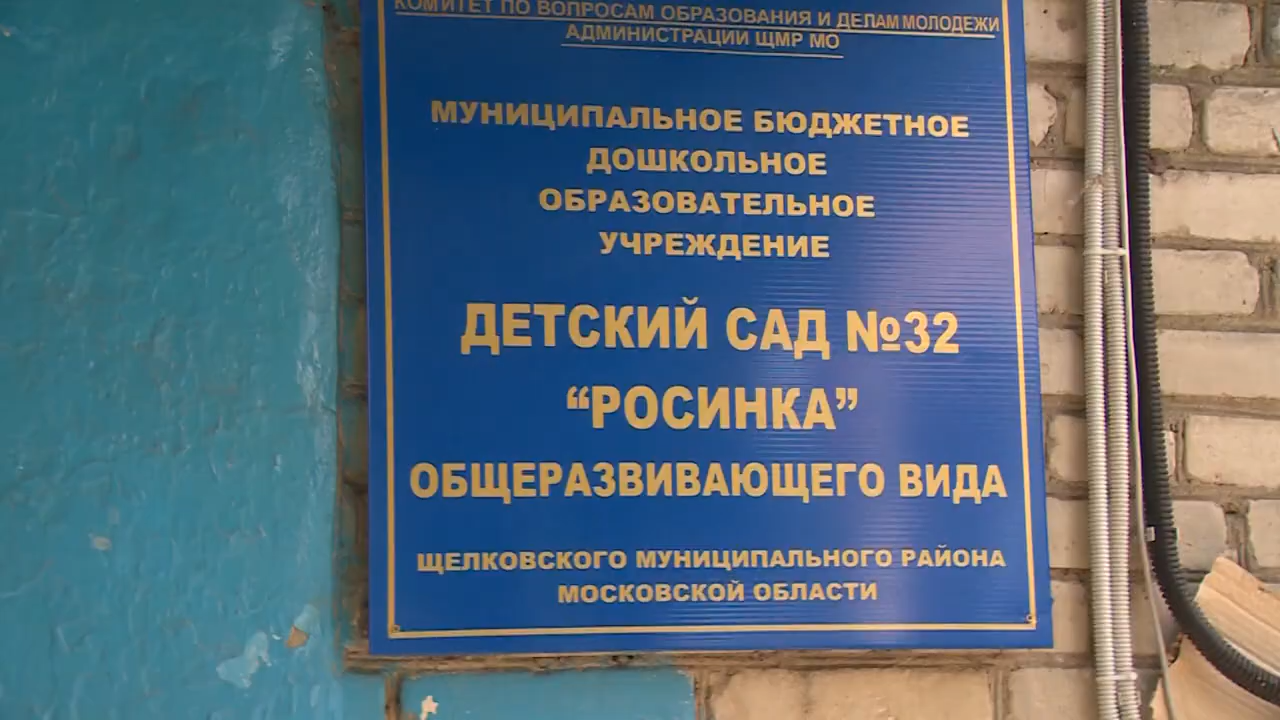 КОМИТЕТ ПО ВОПРОСАМ ОБРАЗОВАНИЯ И ДЕЛАМ МОЛОДЕЖИ
АДМИНИСТРАЦИИ ЩМР МО
МУНИЦИПАЛЬНОЕ БЮДЖЕТНОЕ
ДОШКОЛЬНОЕ
ОБРАЗОВАТЕЛЬНОЕ
УЧРЕЖДЕНИЕ
ДЕТСКИЙ САД №32
“РОСИНКА”
ОБЩЕРАЗВИВАЮЩЕГО ВИДА
ЩЕЛКОВСКОГО МУНИЦИПАЛЬНОГО РАЙОНА
МОСКОВСКОЙ ОБЛАСТИ